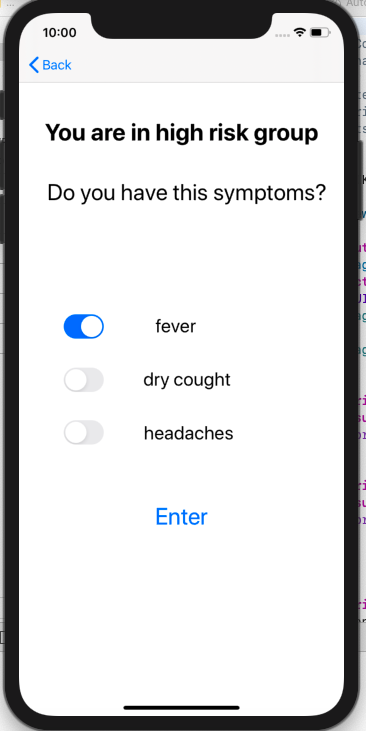 10:00
Back
You are in high risk group
Do you have this symptoms?
fever
dry cought
headaches
Enter